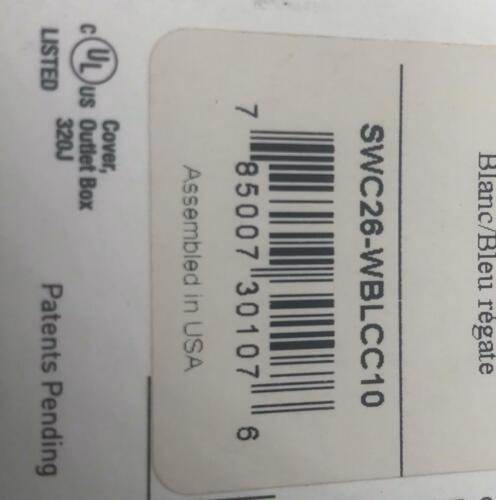 Blanc/Bleu régate
SWC26-WBLCC10
7 85007 30107 6
Assembled in USA
Cover,
c UL US Outlet Box
LISTED 320J
Patents Pending